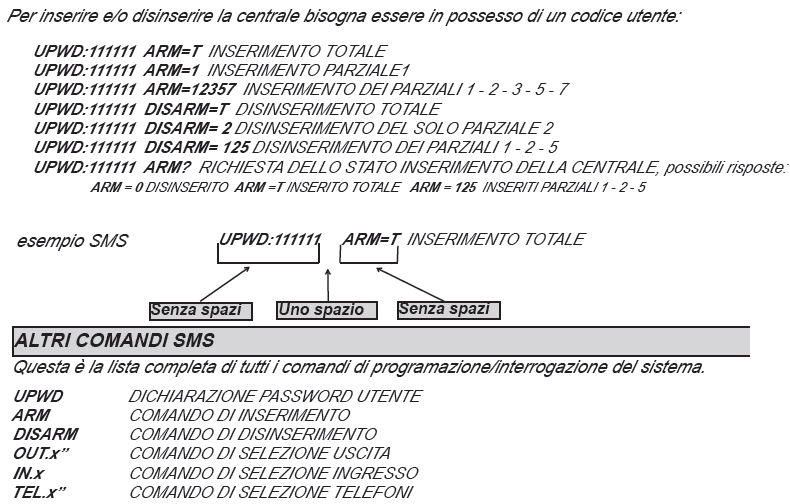 Per inserire e/o disinserire la centrale bisogna essere in possesso di un codice utente:
UPWD:111111 ARM=T INSERIMENTO TOTALE
UPWD:111111 ARM=1 INSERIMENTO PARZIALE1
UPWD:111111 ARM=12357 INSERIMENTO DEI PARZIALI 1 - 2 - 3 - 5 - 7
UPWD:111111 DISARM=T DISINSERIMENTO TOTALE
UPWD:111111 DISARM= 2 DISINSERIMENTO DEL SOLO PARZIALE 2
UPWD:111111 DISARM= 125 DISINSERIMENTO DEI PARZIALI 1 - 2 - 5
UPWD:111111 ARM? RICHIESTA DELLO STATO INSERIMENTO DELLA CENTRALE, possibili risposte:
ARM = 0 DISINSERITO ARM =T INSERITO TOTALE ARM = 125 INSERITI PARZIALI 1 - 2 - 5
esempio SMS UPWD:111111 ARM=T INSERIMENTO TOTALE
Senza spazi Uno spazio Senza spazi
ALTRI COMANDI SMS
Questa è la lista completa di tutti i comandi di programazione/interrogazione del sistema.
UPWD DICHIARAZIONE PASSWORD UTENTE
ARM COMANDO DI INSERIMENTO
DISARM COMANDO DI DISINSERIMENTO
OUT.x” COMANDO DI SELEZIONE USCITA
IN.x COMANDO DI SELEZIONE INGRESSO
TEL.x” COMANDO DI SELEZIONE TELEFONI